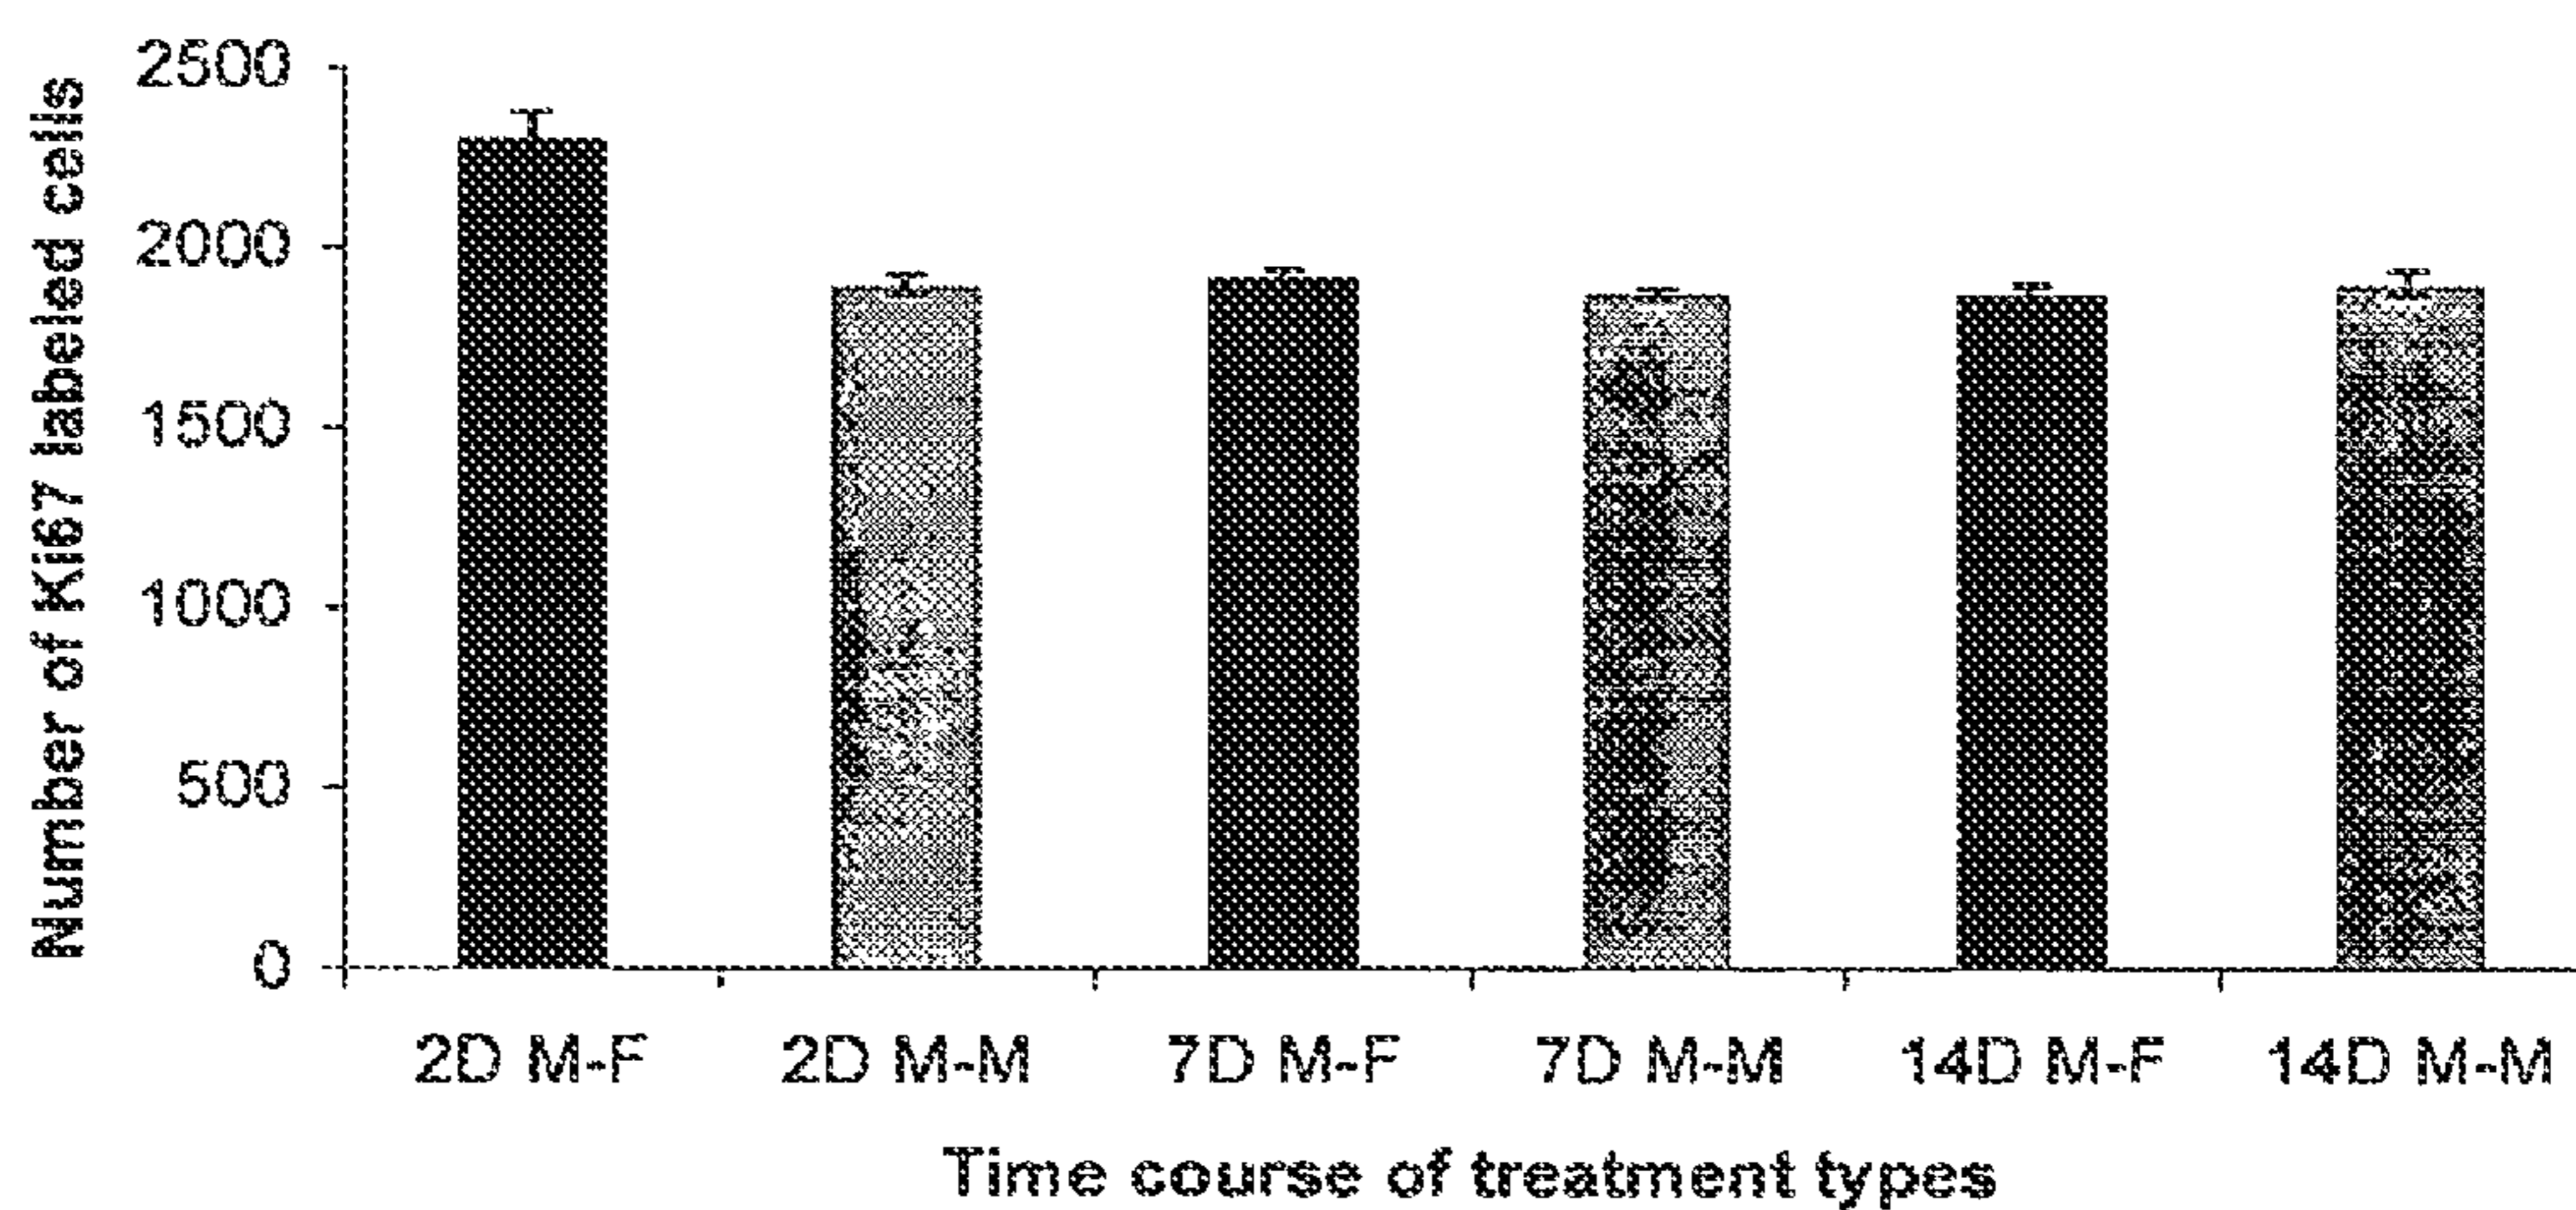 Number of Ki67 labeled cells
2500
2000
1500
1000
500
0
2D M-F
2D M-M
7D M-F
7D M-M
14D M-F
14D M-M
Time course of treatment types